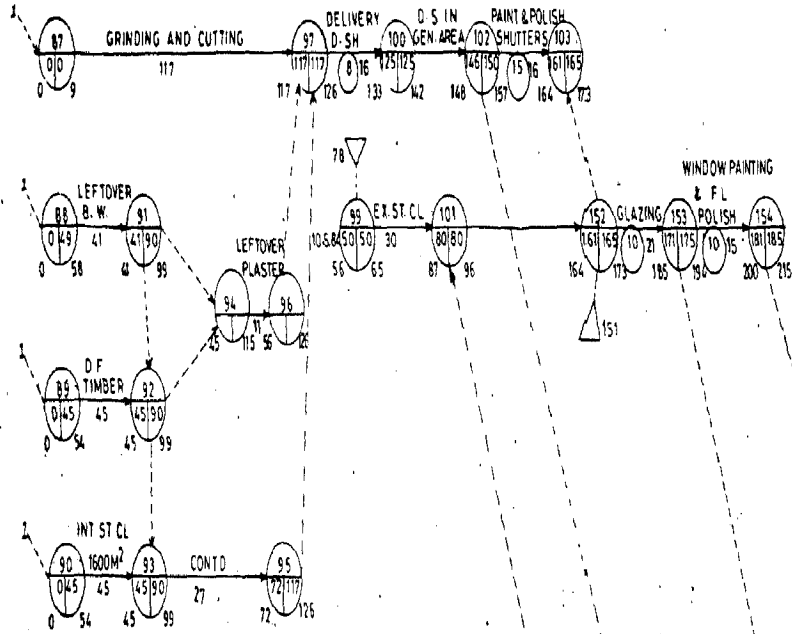 DELIVERY D-S IN PAINT & POLISH
1 87 GRINDING AND CUTTING 97 D-SH 100 GEN. AREA 102 SHUTTERS 103
0 0 117 117 117 8 16 125 125 146 150 15 16 161 165
0 9 117 126 133 142 148 157 164 173
78
WINDOW PAINTING
& FL
1 LEFTOVER
88 B.W. 91 99 EX. ST. CL 101 152 GLAZING 153 POLISH 154
0 49 41 41 90 50 50 30 80 80 161 165 10 21 171 175 10 15 181 185
0 58 41 99 56 65 87 96 164 173 185 194 200 215
LEFTOVER
PLASTER
94 96
11
45 115 56 126
151
1 D F
89 TIMBER 92
0 45 45 45 90
0 54 45 99
1 INT ST CL
90 1600M² 93 CONTD 95
0 45 45 45 90 27 72 117
0 54 45 99 72 126